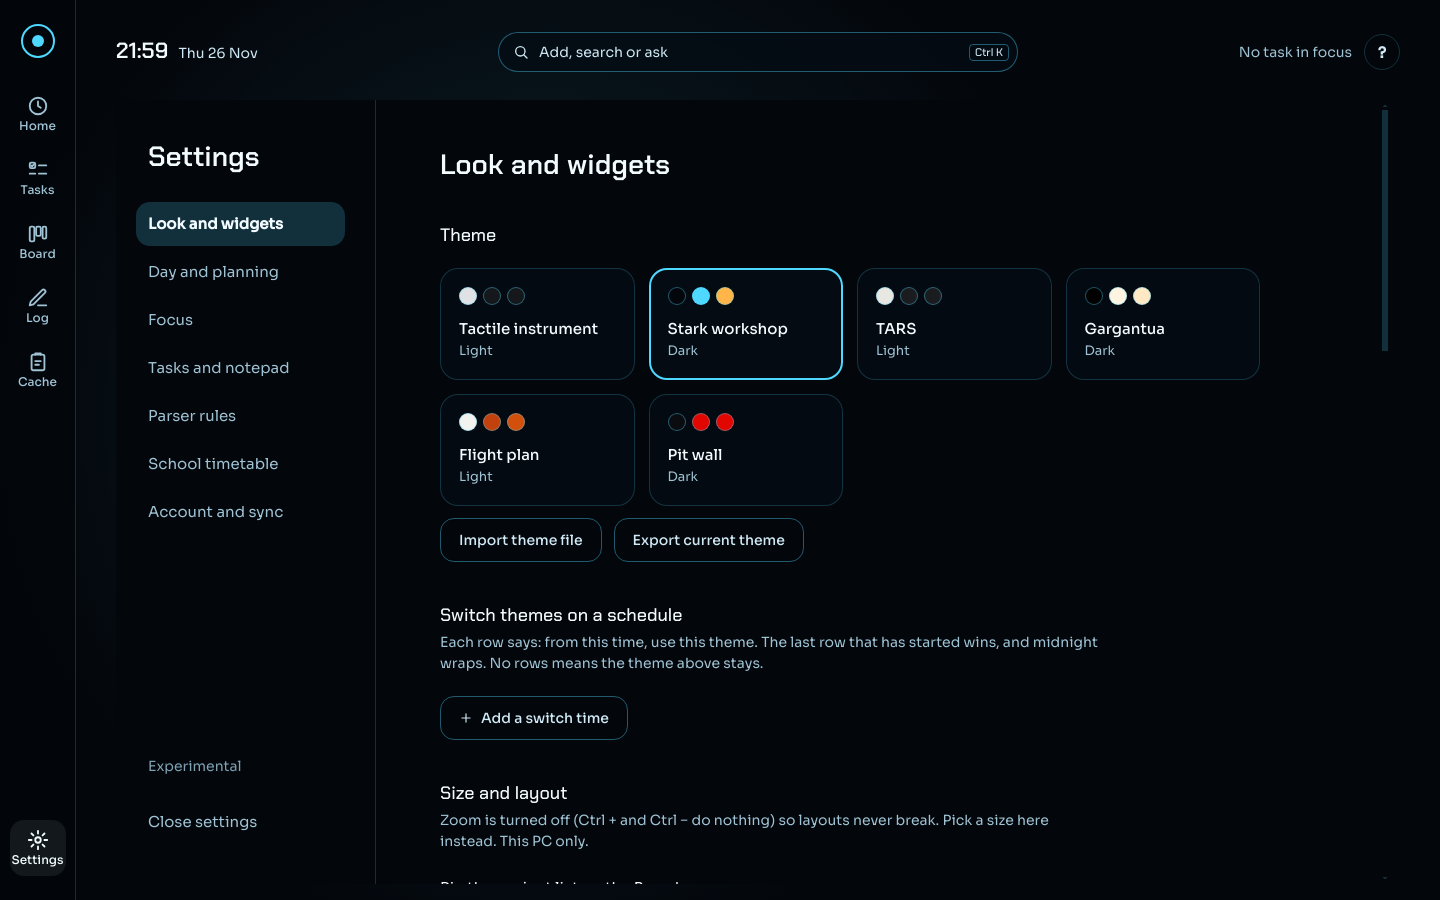 21:59 Thu 26 Nov
Add, search or ask
Ctrl K
No task in focus
?
Home
Tasks
Board
Log
Cache
Settings
Settings
Look and widgets
Day and planning
Focus
Tasks and notepad
Parser rules
School timetable
Account and sync
Experimental
Close settings
Look and widgets
Theme
Tactile instrument
Light
Stark workshop
Dark
TARS
Light
Gargantua
Dark
Flight plan
Light
Pit wall
Dark
Import theme file
Export current theme
Switch themes on a schedule
Each row says: from this time, use this theme. The last row that has started wins, and midnight
wraps. No rows means the theme above stays.
+ Add a switch time
Size and layout
Zoom is turned off (Ctrl + and Ctrl − do nothing) so layouts never break. Pick a size here
instead. This PC only.